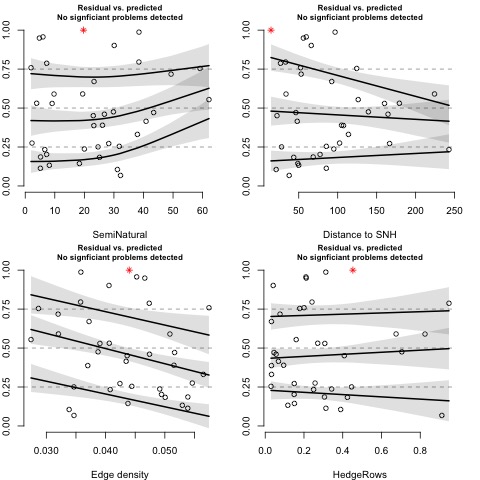 Residual vs. predicted
No signficiant problems detected
Residual vs. predicted
No signficiant problems detected
0.00 0.25 0.50 0.75 1.00
0.00 0.25 0.50 0.75 1.00
0 10 20 30 40 50 60
50 100 150 200 250
SemiNatural
Distance to SNH
Residual vs. predicted
No signficiant problems detected
Residual vs. predicted
No signficiant problems detected
0.00 0.25 0.50 0.75 1.00
0.00 0.25 0.50 0.75 1.00
0.030 0.040 0.050
0.0 0.2 0.4 0.6 0.8
Edge density
HedgeRows